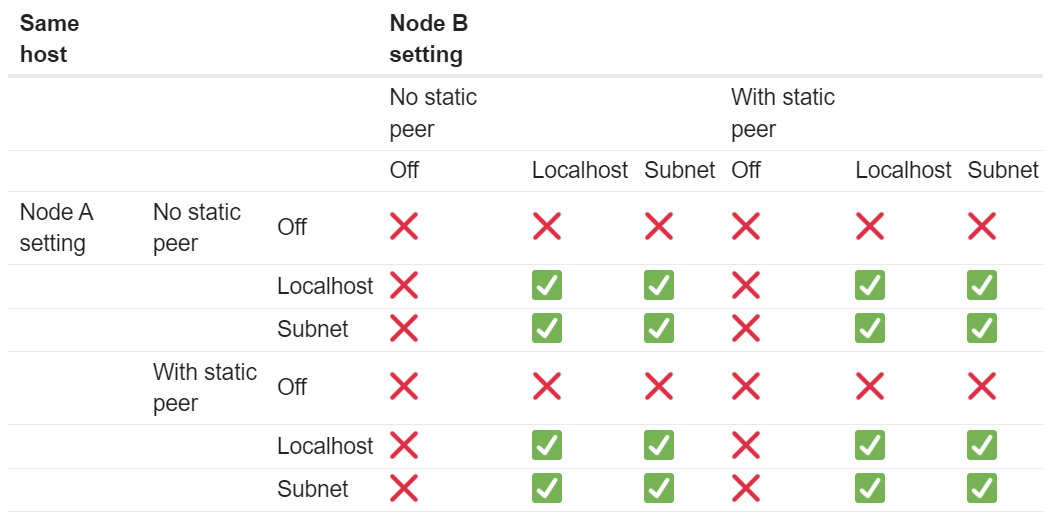 Same host Node B setting
No static peer With static peer
Off Localhost Subnet Off Localhost Subnet
Node A setting No static peer Off ❌ ❌ ❌ ❌ ❌ ❌
Localhost ❌ ✅ ✅ ❌ ✅ ✅
Subnet ❌ ✅ ✅ ❌ ✅ ✅
With static peer Off ❌ ❌ ❌ ❌ ❌ ❌
Localhost ❌ ✅ ✅ ❌ ✅ ✅
Subnet ❌ ✅ ✅ ❌ ✅ ✅